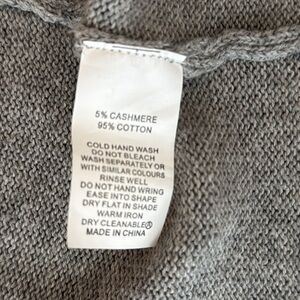 5% CASHMERE
95% COTTON
COLD HAND WASH
DO NOT BLEACH
WASH SEPARATELY OR
WITH SIMILAR COLOURS
RINSE WELL
DO NOT HAND WRING
EASE INTO SHAPE
DRY FLAT IN SHADE
WARM IRON
DRY CLEANABLEⒶ
MADE IN CHINA